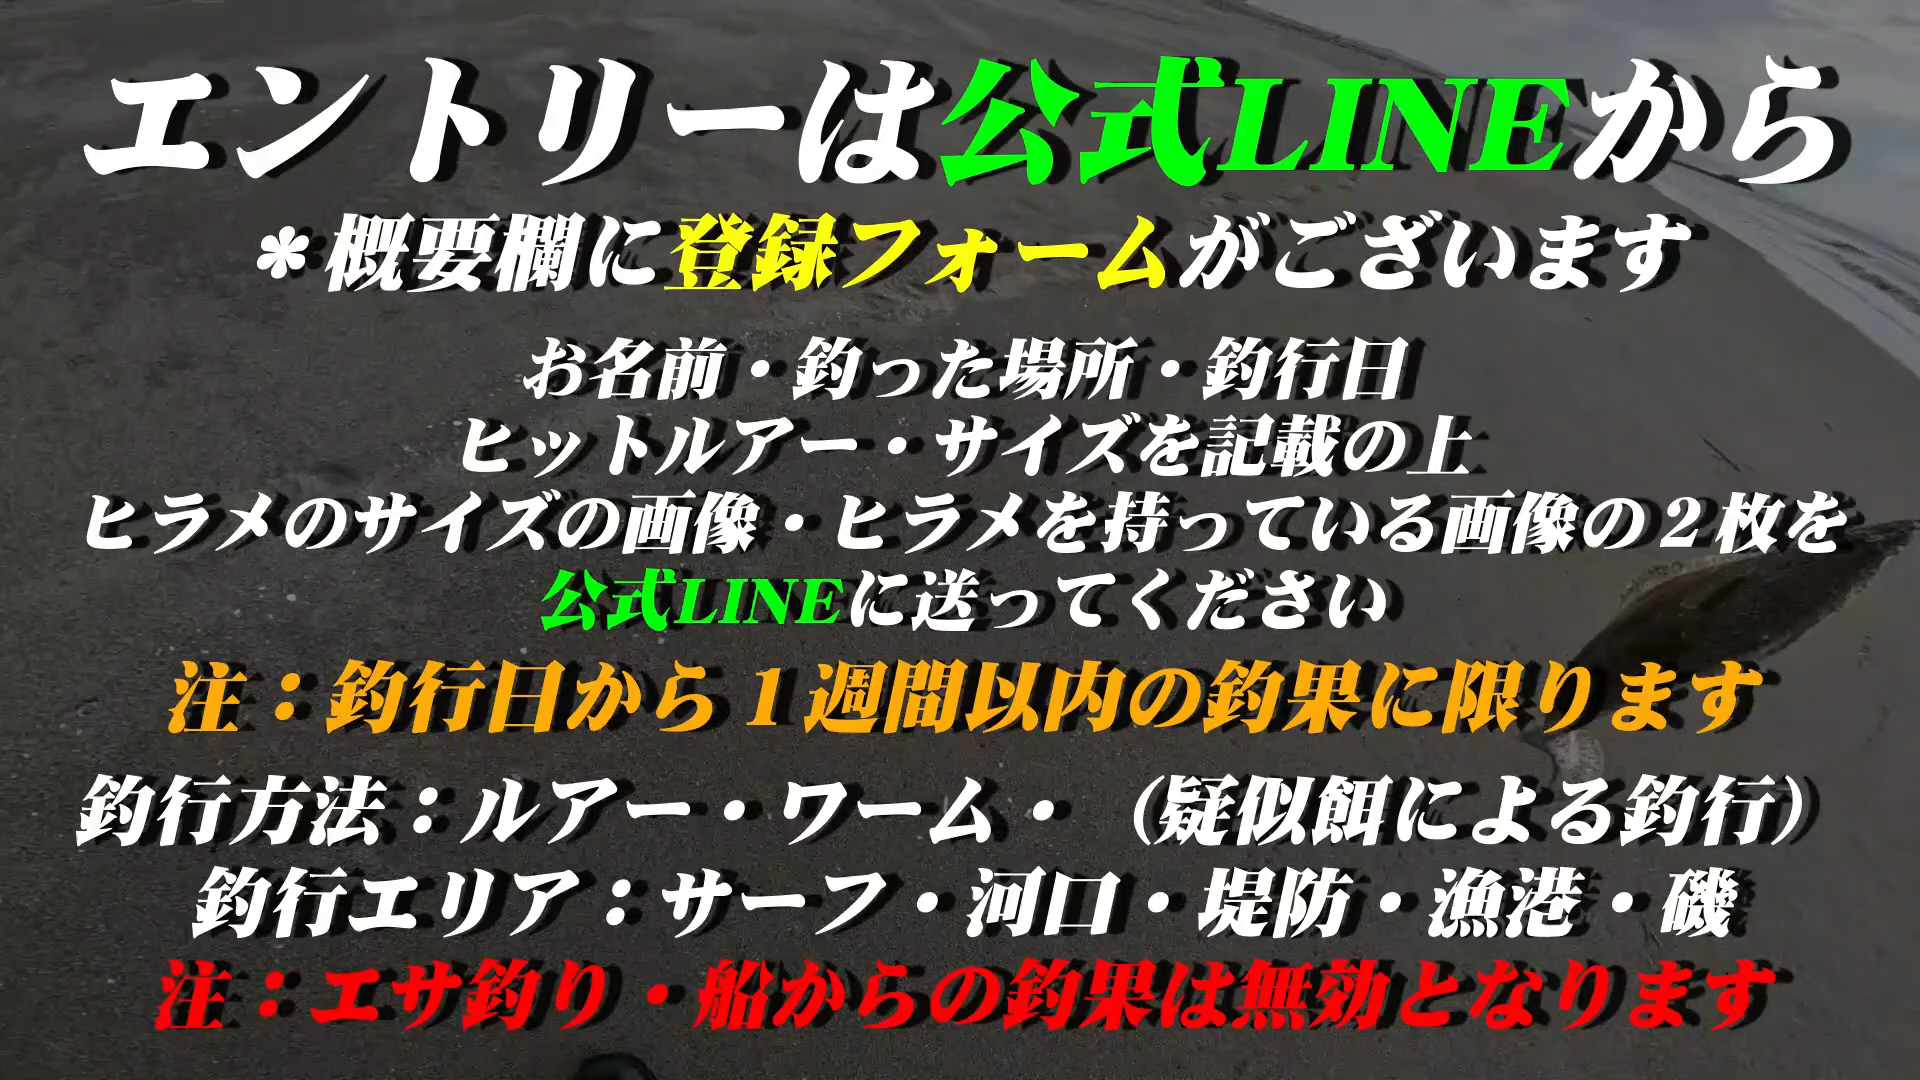 エントリーは公式LINEから
＊概要欄に登録フォームがございます
お名前・釣った場所・釣行日
ヒットルアー・サイズを記載の上
ヒラメのサイズの画像・ヒラメを持っている画像の２枚を
公式LINEに送ってください
注：釣行日から１週間以内の釣果に限ります
釣行方法：ルアー・ワーム・（疑似餌による釣行）
釣行エリア：サーフ・河口・堤防・漁港・磯
注：エサ釣り・船からの釣果は無効となります